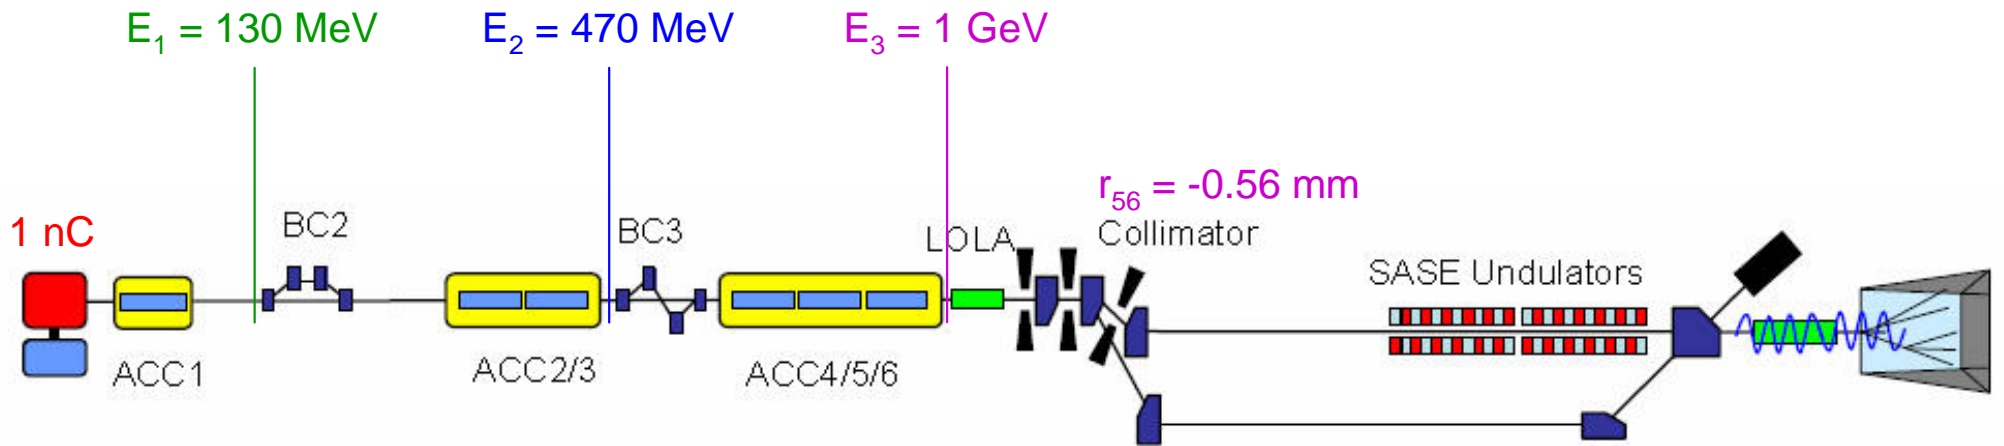 E₁ = 130 MeV
E₂ = 470 MeV
E₃ = 1 GeV
r₅₆ = -0.56 mm
1 nC
BC2
BC3
LOLA
Collimator
SASE Undulators
ACC1
ACC2/3
ACC4/5/6